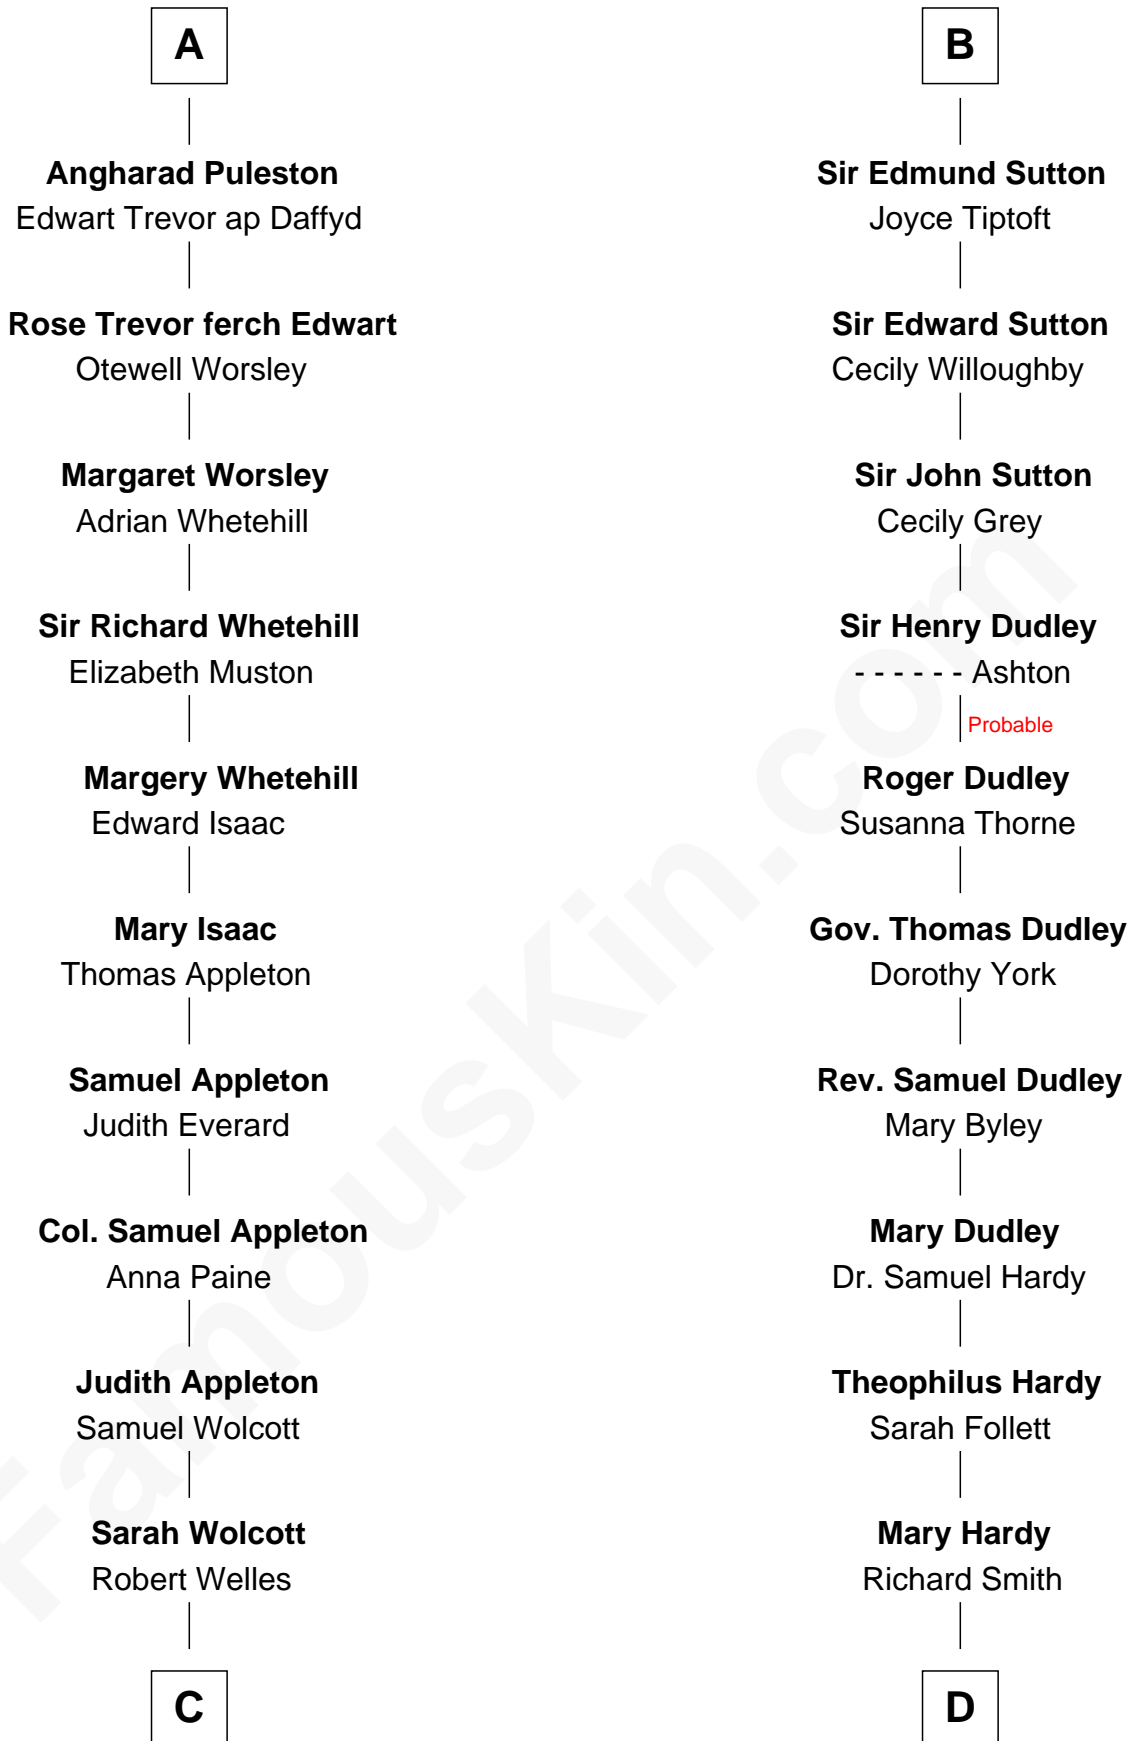 A
Angharad Puleston
Edwart Trevor ap Daffyd
Rose Trevor ferch Edwart
Otewell Worsley
Margaret Worsley
Adrian Whetehill
Sir Richard Whetehill
Elizabeth Muston
Margery Whetehill
Edward Isaac
Mary Isaac
Thomas Appleton
Samuel Appleton
Judith Everard
Col. Samuel Appleton
Anna Paine
Judith Appleton
Samuel Wolcott
Sarah Wolcott
Robert Welles
C
B
Sir Edmund Sutton
Joyce Tiptoft
Sir Edward Sutton
Cecily Willoughby
Sir John Sutton
Cecily Grey
Sir Henry Dudley
- - - - - - Ashton
Probable
Roger Dudley
Susanna Thorne
Gov. Thomas Dudley
Dorothy York
Rev. Samuel Dudley
Mary Byley
Mary Dudley
Dr. Samuel Hardy
Theophilus Hardy
Sarah Follett
Mary Hardy
Richard Smith
D
FamousKin.com